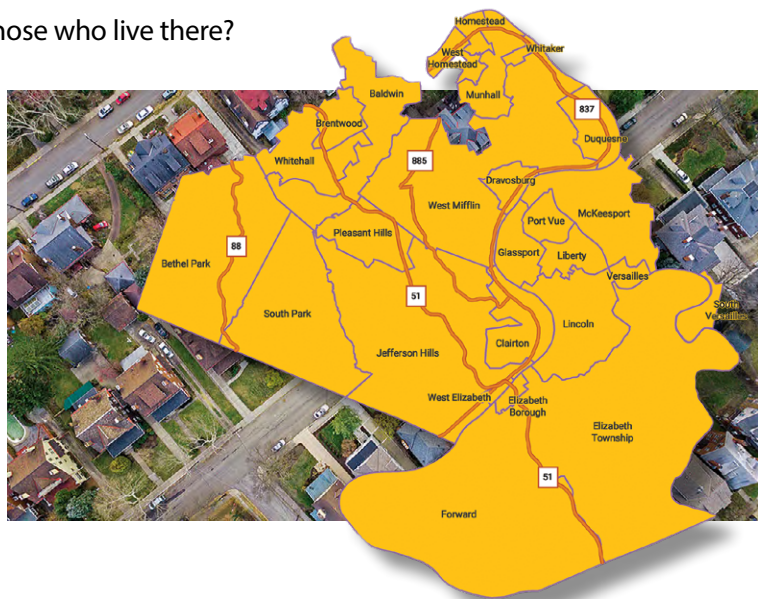 hose who live there?
Homestead
West
Homestead
Whitaker
Munhall
Baldwin
837
Brentwood
Duquesne
Whitehall
885
Dravosburg
West Mifflin
McKeesport
Port Vue
Pleasant Hills
88
Glassport
Liberty
Bethel Park
Versailles
51
South
Versailles
South Park
Lincoln
Clairton
Jefferson Hills
West Elizabeth
Elizabeth
Borough
Elizabeth
Township
51
Forward